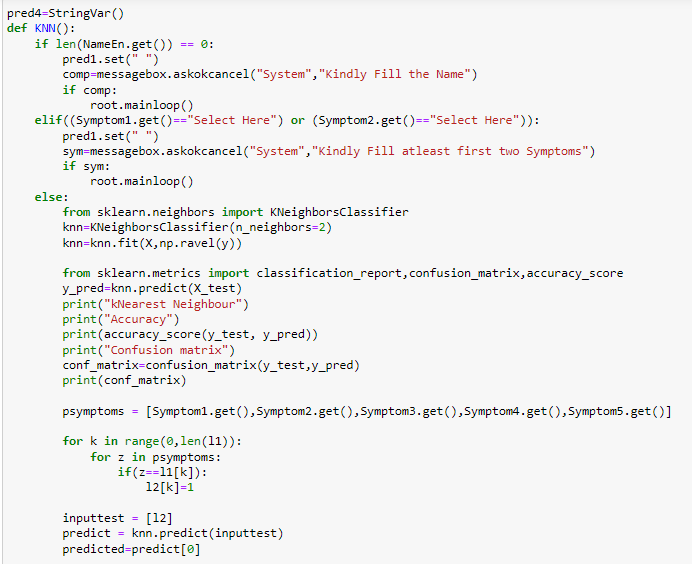 pred4=StringVar()
def KNN():
    if len(NameEn.get()) == 0:
        pred1.set(" ")
        comp=messagebox.askokcancel("System","Kindly Fill the Name")
        if comp:
            root.mainloop()
    elif((Symptom1.get()=="Select Here") or (Symptom2.get()=="Select Here")):
        pred1.set(" ")
        sym=messagebox.askokcancel("System","Kindly Fill atleast first two Symptoms")
        if sym:
            root.mainloop()
    else:
        from sklearn.neighbors import KNeighborsClassifier
        knn=KNeighborsClassifier(n_neighbors=2)
        knn=knn.fit(X,np.ravel(y))

        from sklearn.metrics import classification_report,confusion_matrix,accuracy_score
        y_pred=knn.predict(X_test)
        print("kNearest Neighbour")
        print("Accuracy")
        print(accuracy_score(y_test, y_pred))
        print("Confusion matrix")
        conf_matrix=confusion_matrix(y_test,y_pred)
        print(conf_matrix)

        psymptoms = [Symptom1.get(),Symptom2.get(),Symptom3.get(),Symptom4.get(),Symptom5.get()]

        for k in range(0,len(l1)):
            for z in psymptoms:
                if(z==l1[k]):
                    l2[k]=1

        inputtest = [l2]
        predict = knn.predict(inputtest)
        predicted=predict[0]